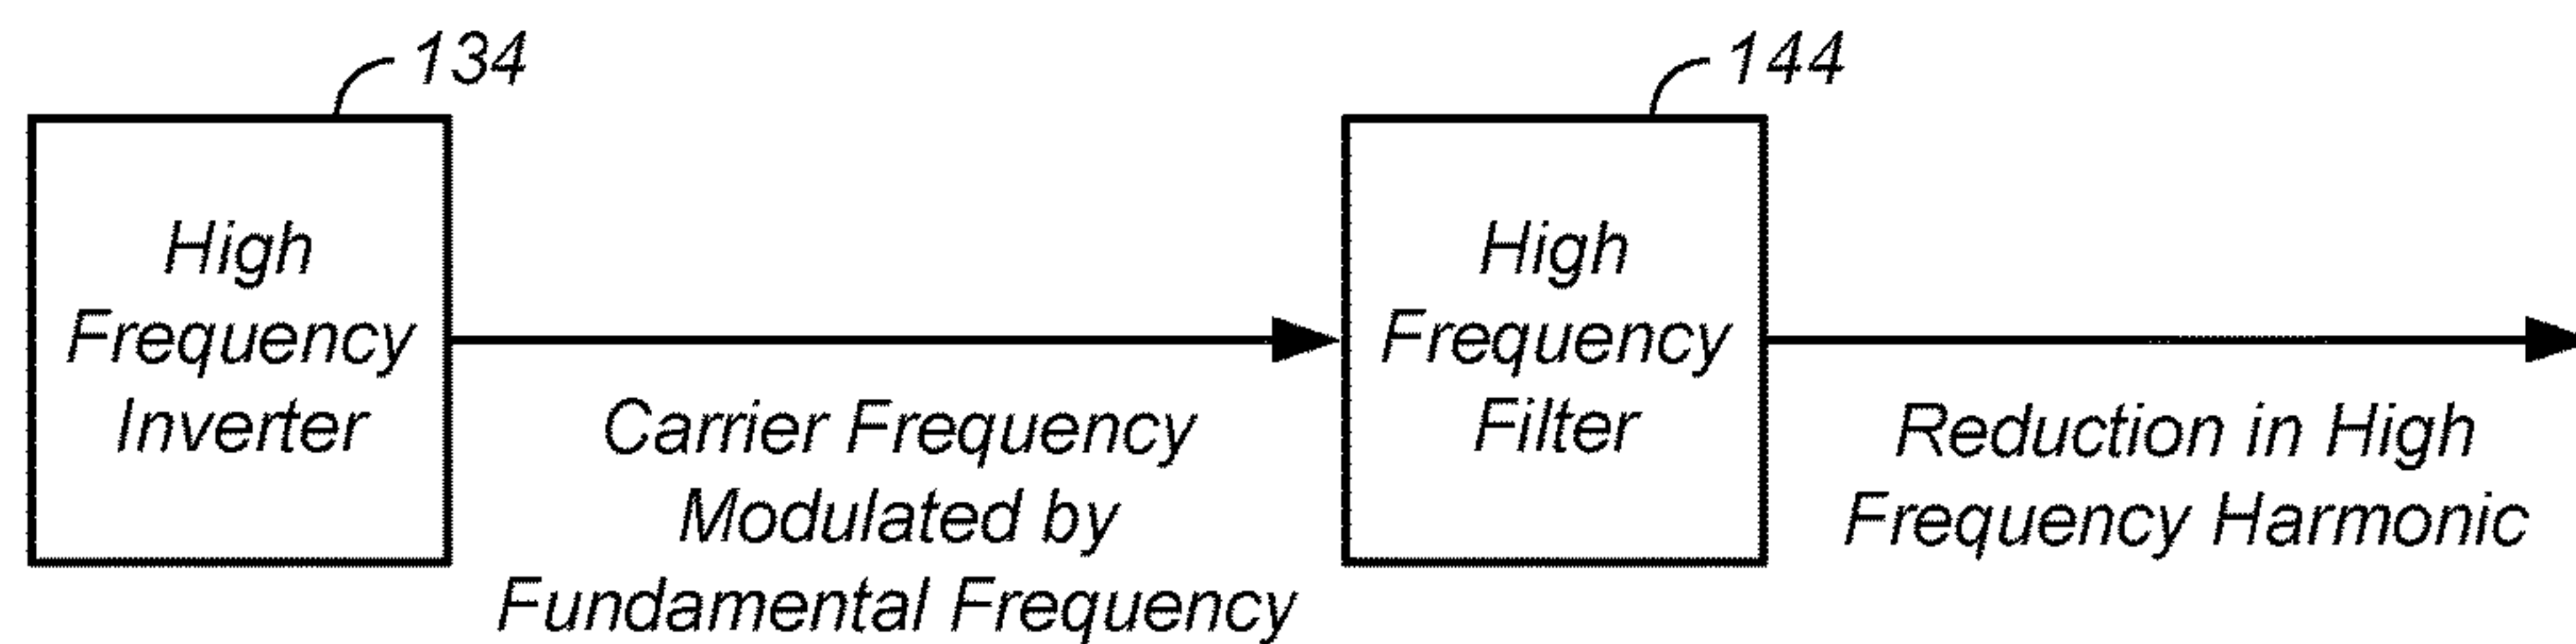 134
High
Frequency
Inverter
Carrier Frequency
Modulated by
Fundamental Frequency
144
High
Frequency
Filter
Reduction in High
Frequency Harmonic